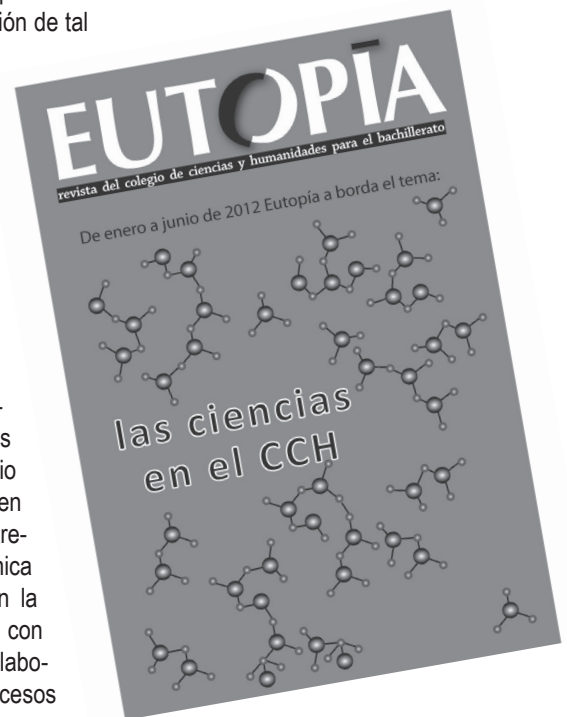 ión de tal
EUTOPÍA
revista del colegio de ciencias y humanidades para el bachillerato
De enero a junio de 2012 Eutopía a borda el tema:
las ciencias
en el CCH
s
io
en
re-
nica
n la
con
labo-
cesos